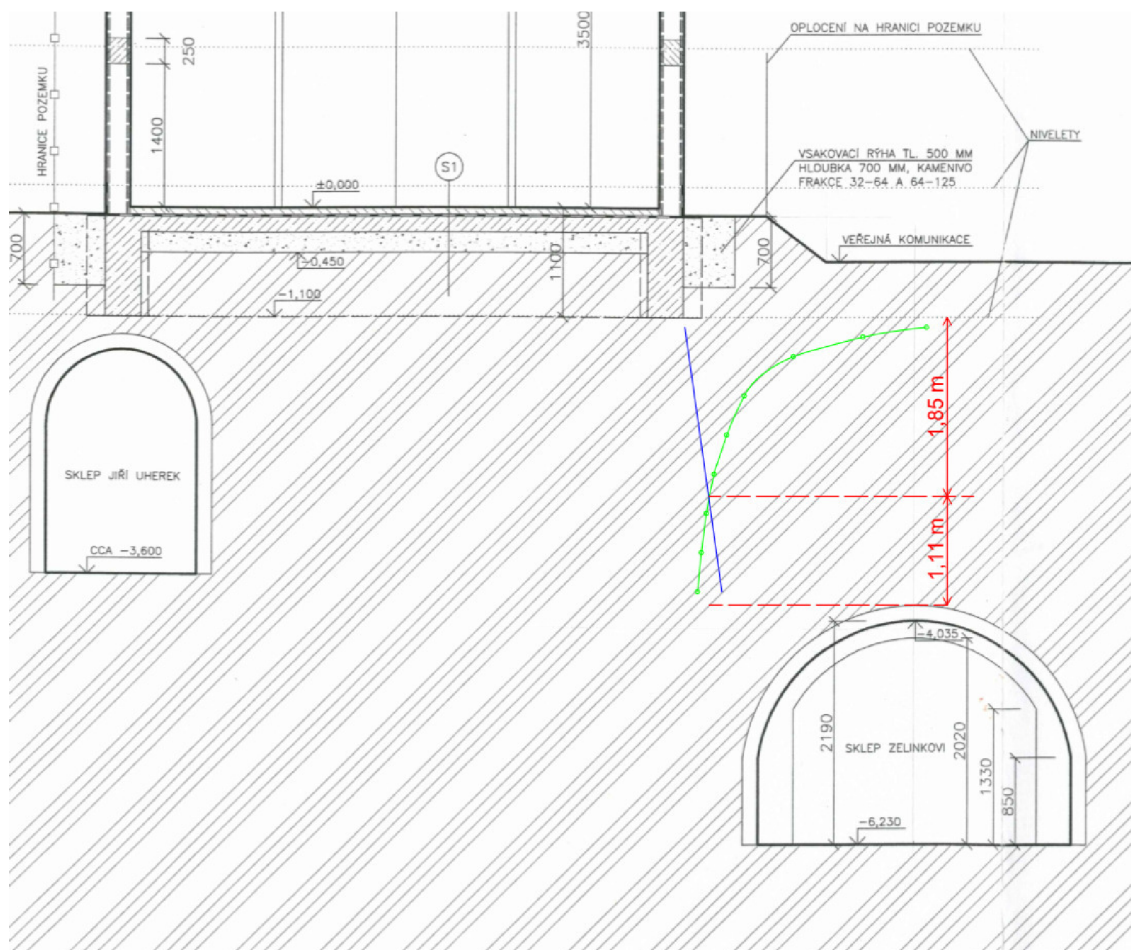 OPLOCENÍ NA HRANICI POZEMKU
3500
250
HRANICE POZEMKU
1400
NIVELETY
VSAKOVACÍ RÝHA TL. 500 MM
HLOUBKA 700 MM, KAMENIVO
FRAKCE 32-64 A 64-125
S1
±0,000
700
VEŘEJNÁ KOMUNIKACE
-0,450
1100
700
-1,100
1,85 m
SKLEP JIŘÍ UHEREK
CCA -3,600
1,11 m
-4,035
2190
SKLEP ZELINKOVI
2020
1330
850
-6,230